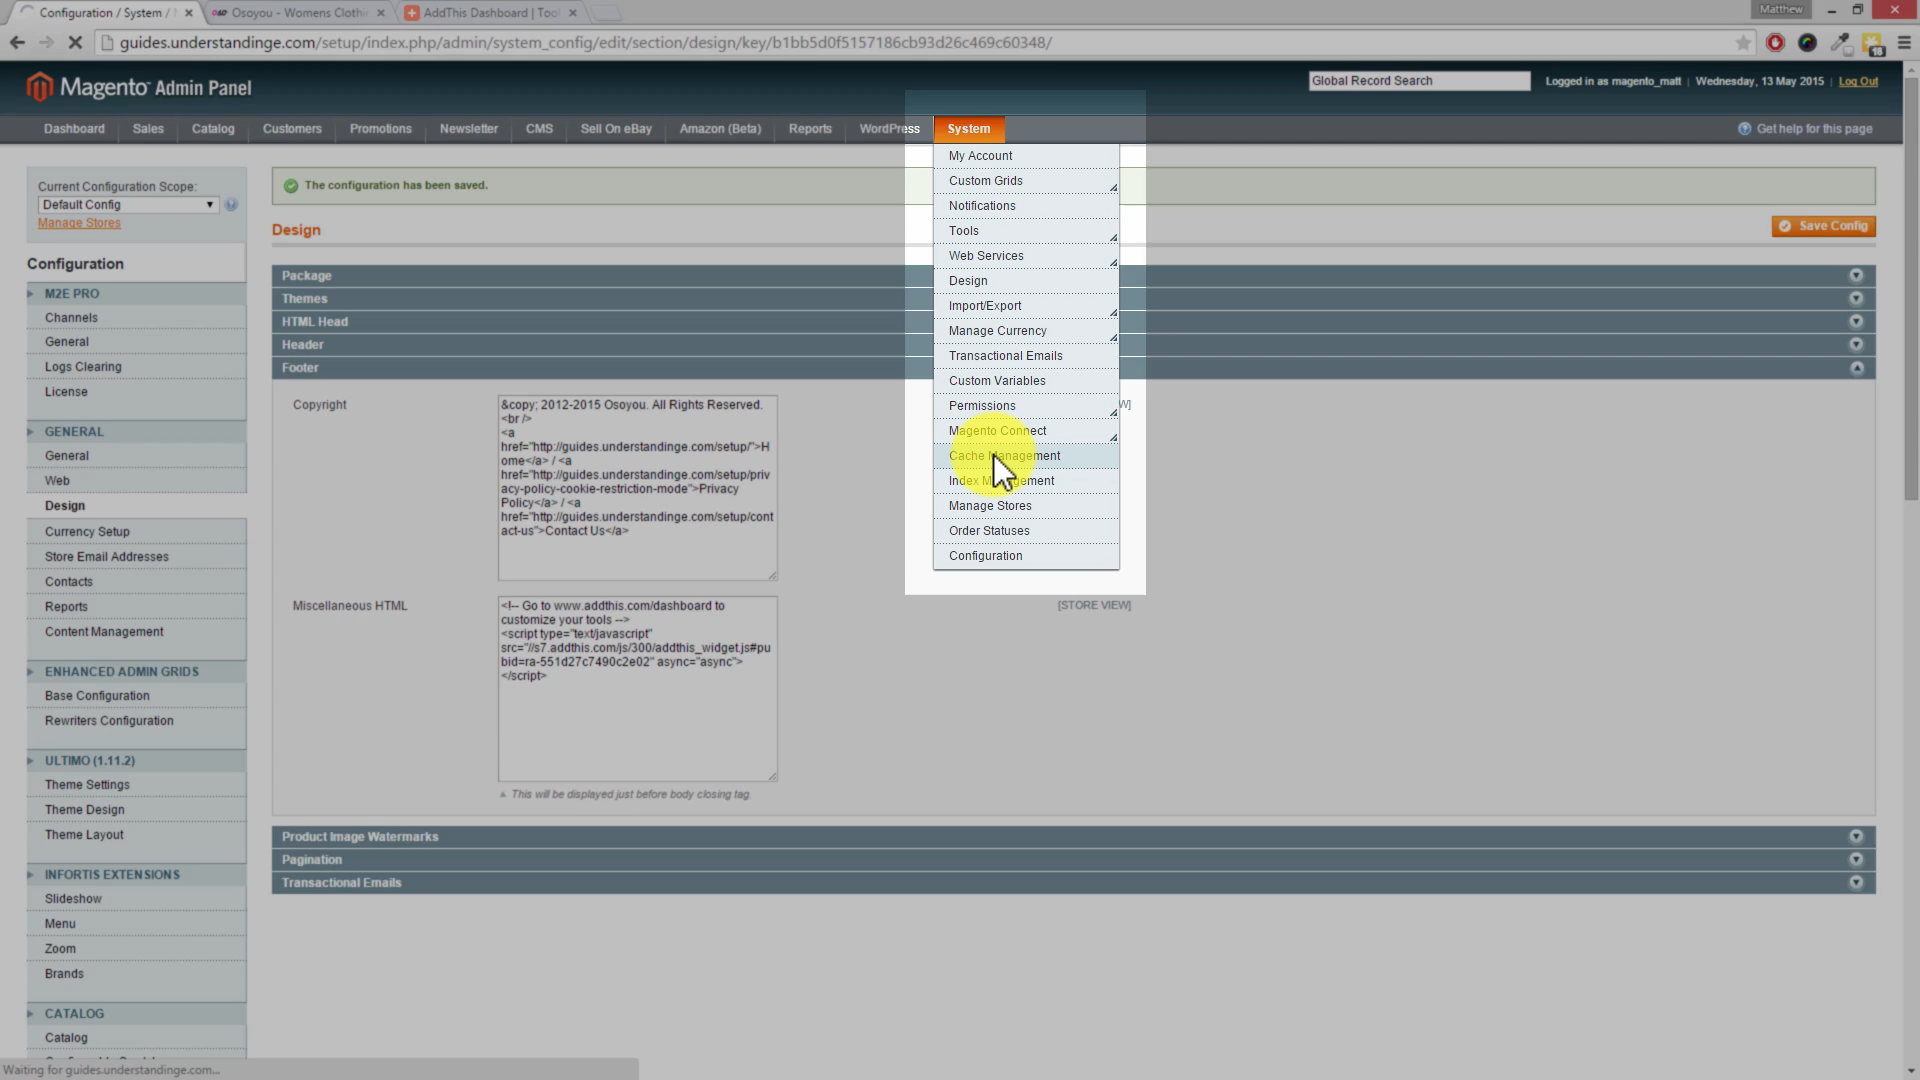 Configuration / System /
Osoyou - Womens Clothi
AddThis Dashboard | Too
Matthew
guides.understandinge.com/setup/index.php/admin/system_config/edit/section/design/key/b1bb5d0f5157186cb93d26c469c60348/
18
Magento Admin Panel
Global Record Search
Logged in as magento_matt | Wednesday, 13 May 2015 | Log Out
Dashboard Sales Catalog Customers Promotions Newsletter CMS Sell On eBay Amazon (Beta) Reports WordPress System
Get help for this page
My Account
Custom Grids
Notifications
Tools
Web Services
Design
Import/Export
Manage Currency
Transactional Emails
Custom Variables
Permissions
Magento Connect
Cache Management
Index Management
Manage Stores
Order Statuses
Configuration
Current Configuration Scope:
Default Config
Manage Stores
Configuration
M2E PRO
Channels
General
Logs Clearing
License
GENERAL
General
Web
Design
Currency Setup
Store Email Addresses
Contacts
Reports
Content Management
ENHANCED ADMIN GRIDS
Base Configuration
Rewriters Configuration
ULTIMO (1.11.2)
Theme Settings
Theme Design
Theme Layout
INFORTIS EXTENSIONS
Slideshow
Menu
Zoom
Brands
CATALOG
Catalog
The configuration has been saved.
Design
Save Config
Package
Themes
HTML Head
Header
Footer
Copyright
&copy; 2012-2015 Osoyou. All Rights Reserved.
<br />
<a
href="http://guides.understandinge.com/setup/">H
ome</a> / <a
href="http://guides.understandinge.com/setup/priv
acy-policy-cookie-restriction-mode">Privacy
Policy</a> / <a
href="http://guides.understandinge.com/setup/cont
act-us">Contact Us</a>
W]
Miscellaneous HTML
<!-- Go to www.addthis.com/dashboard to
customize your tools -->
<script type="text/javascript"
src="//s7.addthis.com/js/300/addthis_widget.js#pu
bid=ra-551d27c7490c2e02" async="async">
</script>
[STORE VIEW]
This will be displayed just before body closing tag.
Product Image Watermarks
Pagination
Transactional Emails
Waiting for guides.understandinge.com...